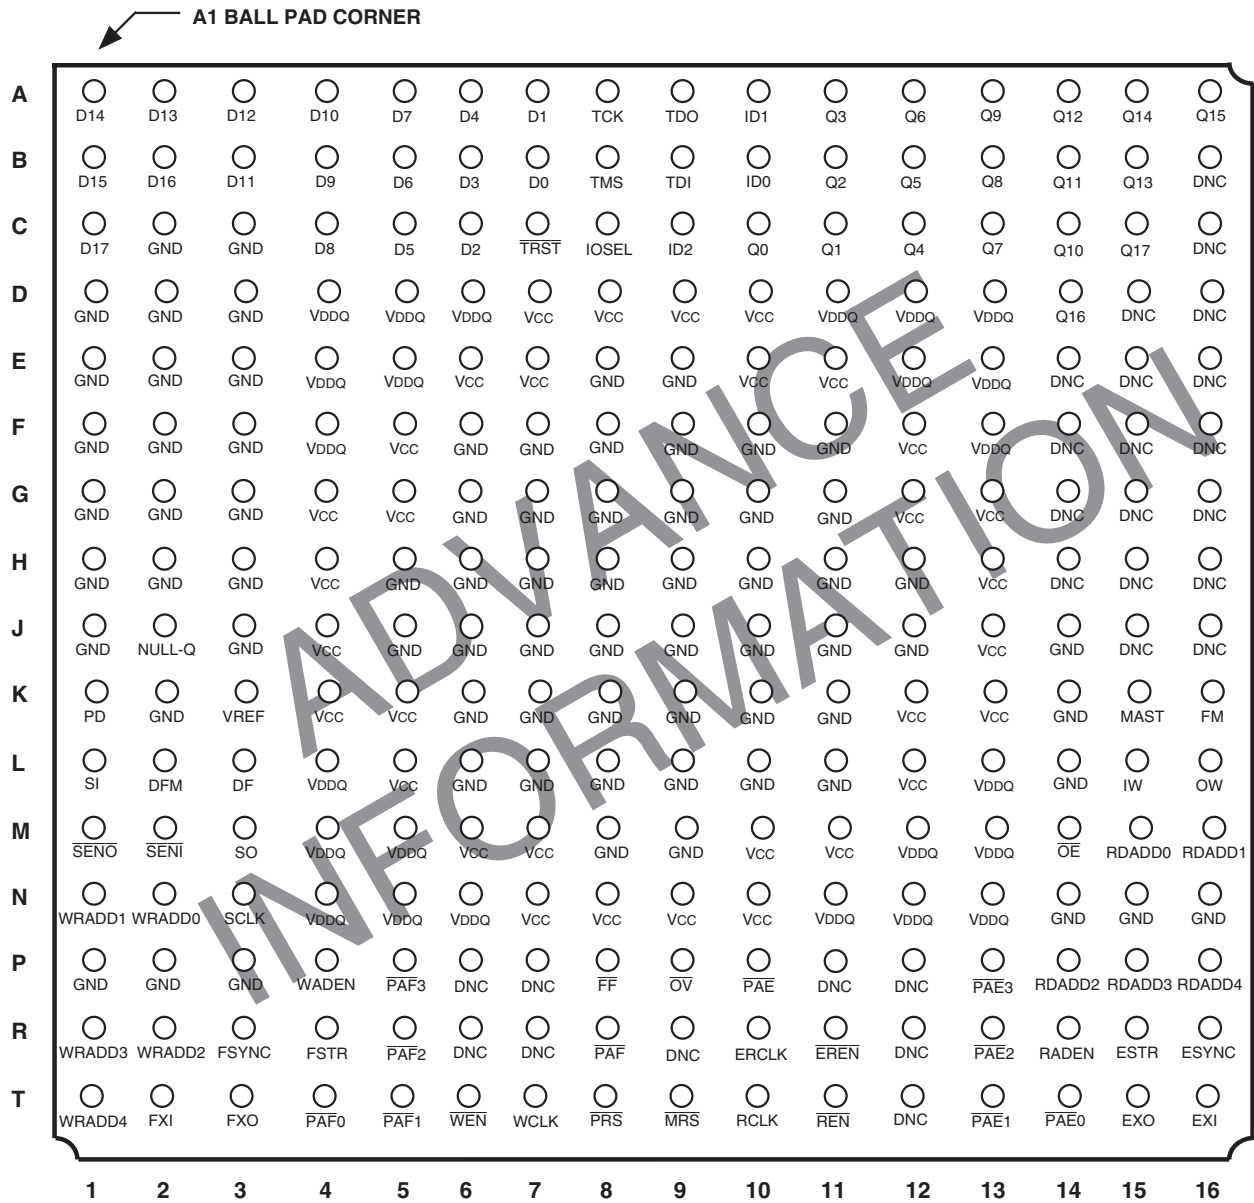 A1 BALL PAD CORNER
A
D14 D13 D12 D10 D7 D4 D1 TCK TDO ID1 Q3 Q6 Q9 Q12 Q14 Q15
B
D15 D16 D11 D9 D6 D3 D0 TMS TDI ID0 Q2 Q5 Q8 Q11 Q13 DNC
C
D17 GND GND D8 D5 D2 TRST IOSEL ID2 Q0 Q1 Q4 Q7 Q10 Q17 DNC
D
GND GND GND VDDQ VDDQ VDDQ VCC VCC VCC VCC VDDQ VDDQ VDDQ Q16 DNC DNC
E
GND GND GND VDDQ VDDQ VCC VCC GND GND VCC VCC VDDQ VDDQ DNC DNC DNC
F
GND GND GND VDDQ VCC GND GND GND GND GND GND VCC VDDQ DNC DNC DNC
G
GND GND GND VCC VCC GND GND GND GND GND GND VCC VCC DNC DNC DNC
H
GND GND GND VCC GND GND GND GND GND GND GND GND VCC DNC DNC DNC
J
GND NULL-Q GND VCC GND GND GND GND GND GND GND GND VCC GND DNC DNC
K
PD GND VREF VCC VCC GND GND GND GND GND GND VCC VCC GND MAST FM
L
SI DFM DF VDDQ VCC GND GND GND GND GND GND VCC VDDQ GND IW OW
M
SENO SENI SO VDDQ VDDQ VCC VCC GND GND VCC VCC VDDQ VDDQ OE RDADD0 RDADD1
N
WRADD1 WRADD0 SCLK VDDQ VDDQ VDDQ VCC VCC VCC VCC VDDQ VDDQ VDDQ GND GND GND
P
GND GND GND WADEN PAF3 DNC DNC FF OV PAE DNC DNC PAE3 RDADD2 RDADD3 RDADD4
R
WRADD3 WRADD2 FSYNC FSTR PAF2 DNC DNC PAF DNC ERCLK EREN DNC PAE2 RADEN ESTR ESYNC
T
WRADD4 FXI FXO PAF0 PAF1 WEN WCLK PRS MRS RCLK REN DNC PAE1 PAE0 EXO EXI
1 2 3 4 5 6 7 8 9 10 11 12 13 14 15 16
ADVANCE
INFORMATION